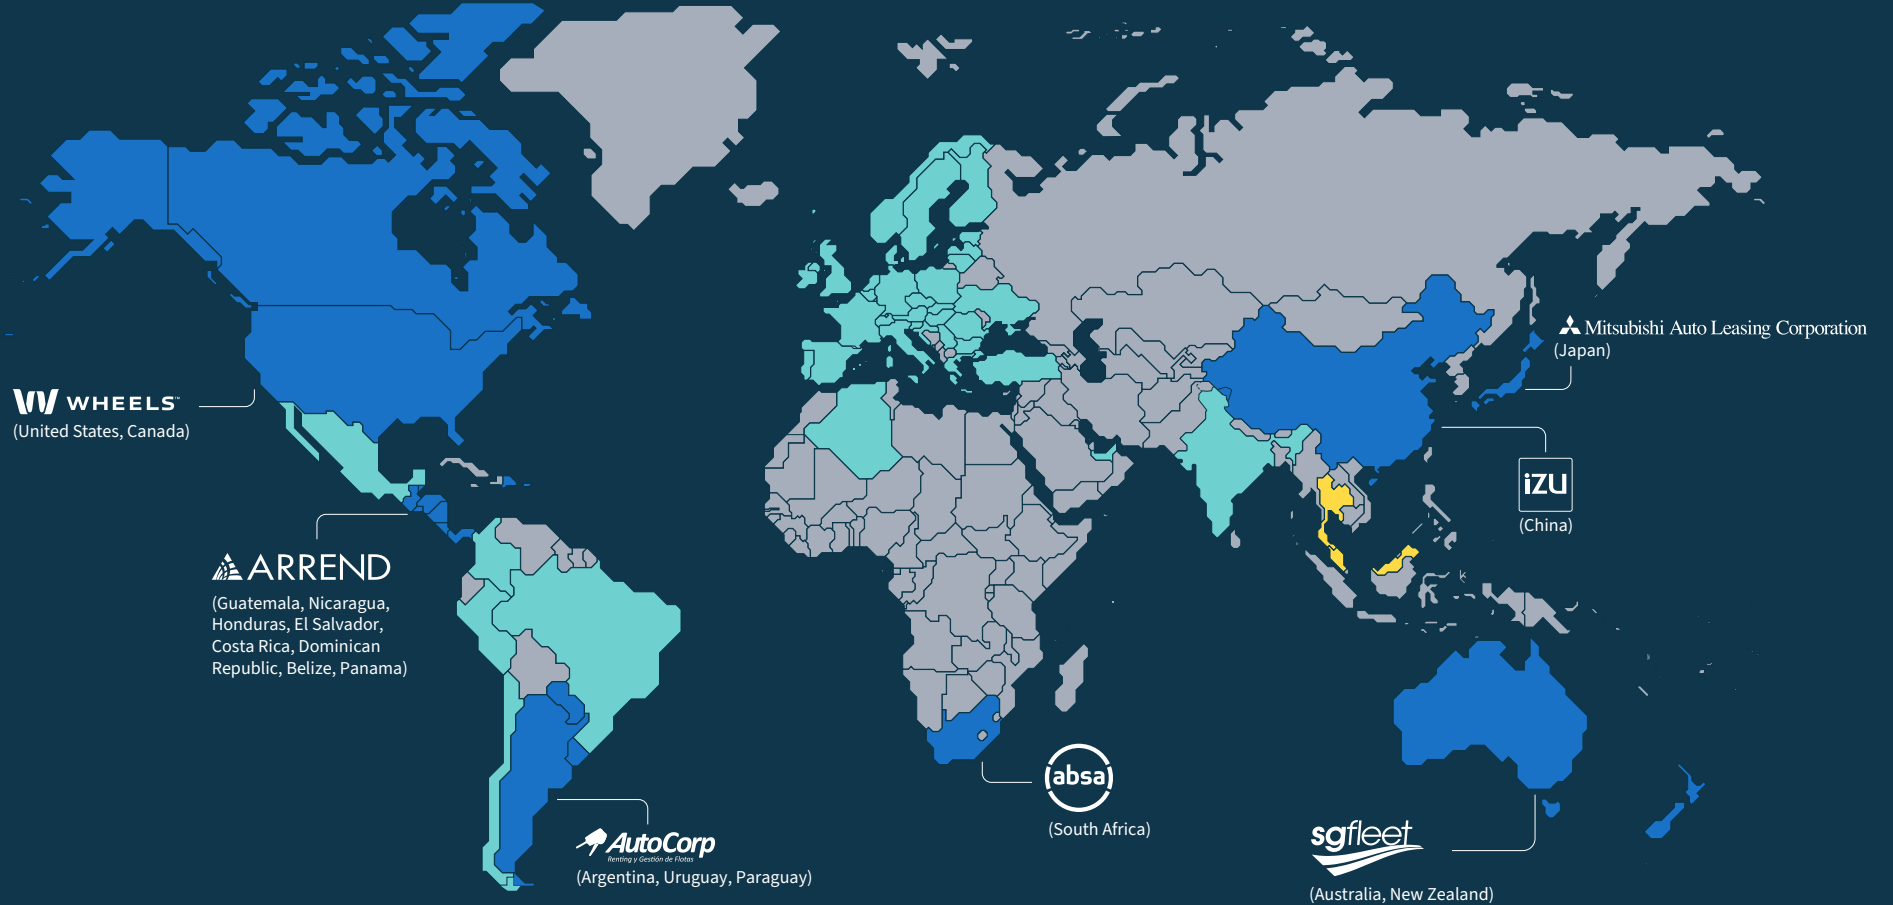 Mitsubishi Auto Leasing Corporation
(Japan)
WHEELS™
(United States, Canada)
iZU
(China)
ARREND
(Guatemala, Nicaragua,
Honduras, El Salvador,
Costa Rica, Dominican
Republic, Belize, Panama)
absa
(South Africa)
AutoCorp
Renting y Gestión de Flotas
(Argentina, Uruguay, Paraguay)
sgfleet
(Australia, New Zealand)